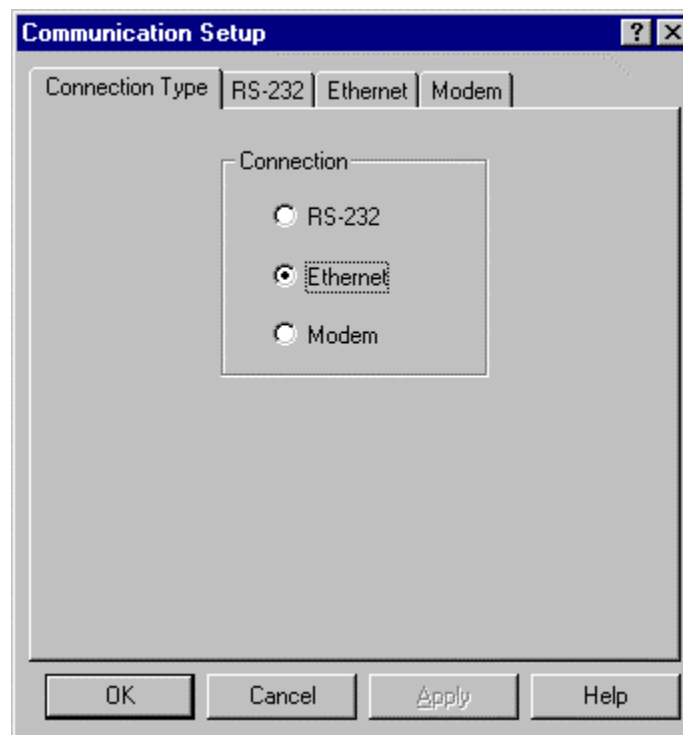 Communication Setup
Connection Type RS-232 Ethernet Modem
Connection
RS-232
Ethernet
Modem
OK Cancel Apply Help